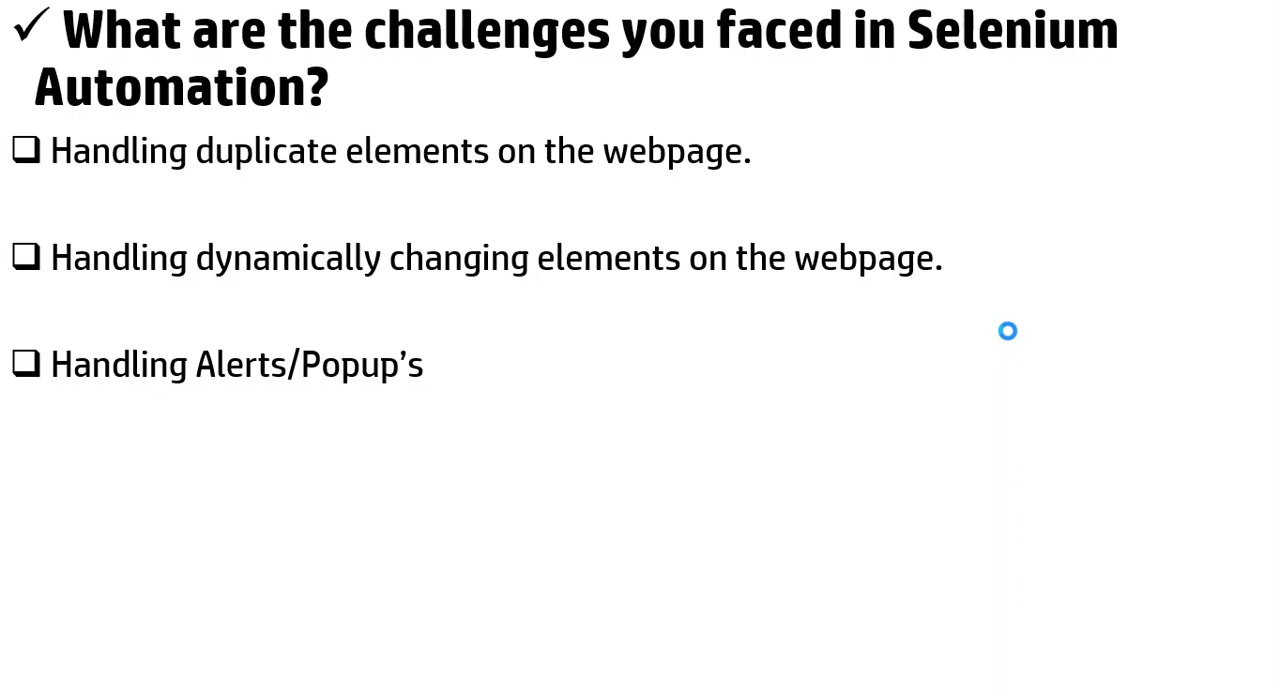 ✓ What are the challenges you faced in Selenium
Automation?
❑ Handling duplicate elements on the webpage.
❑ Handling dynamically changing elements on the webpage.
❑ Handling Alerts/Popup’s